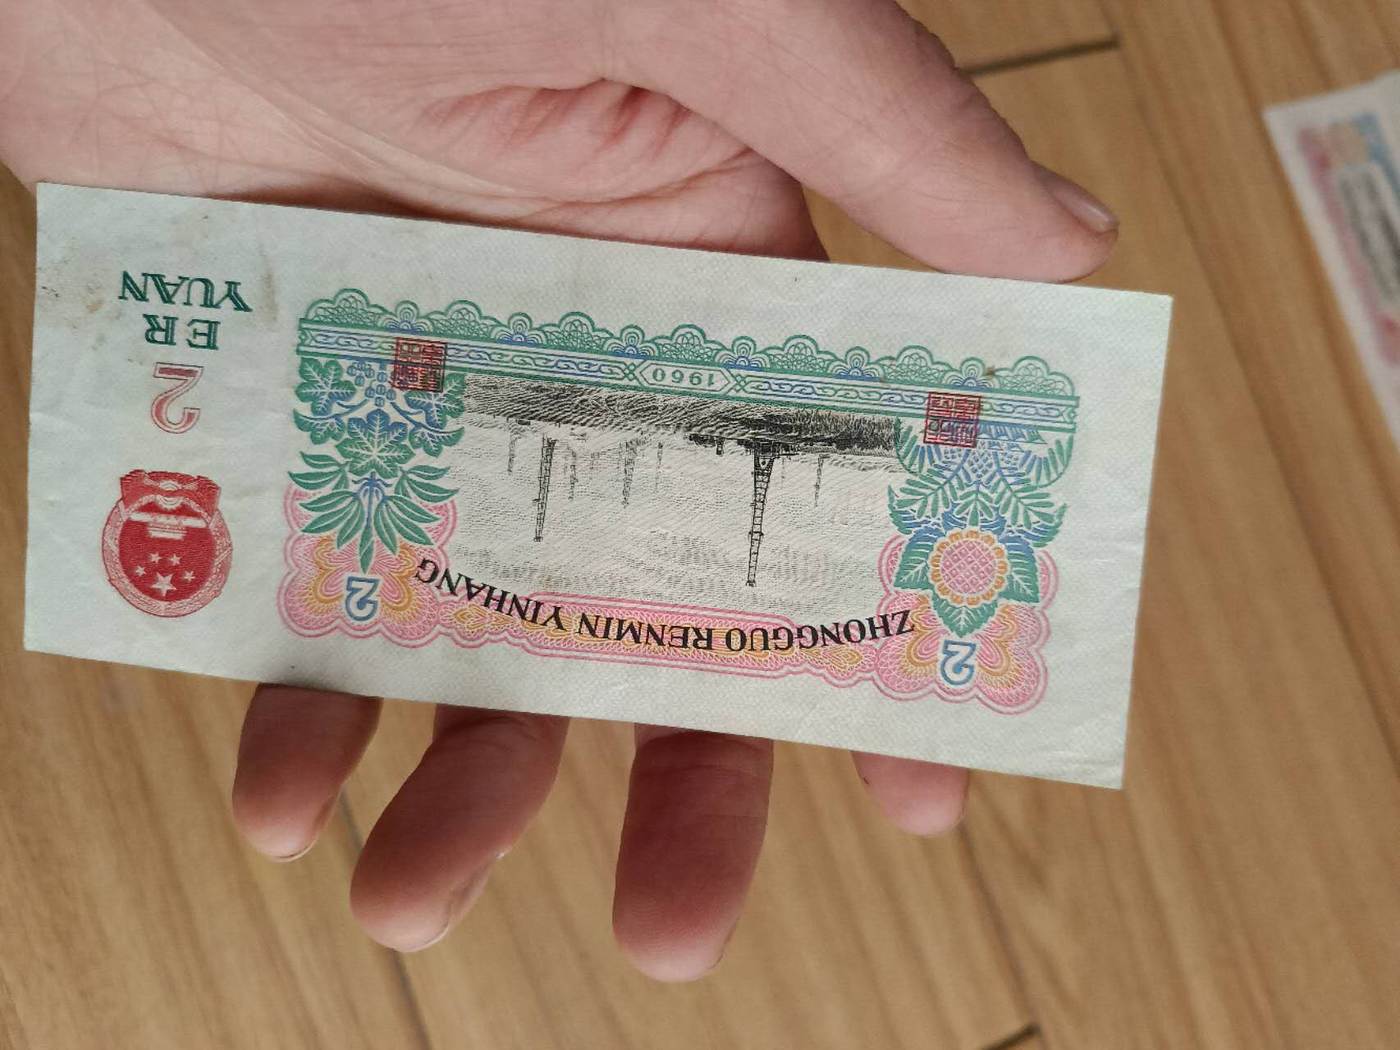 ZHONGGUO RENMIN YINHANG
2
2
2
ER
YUAN
1960